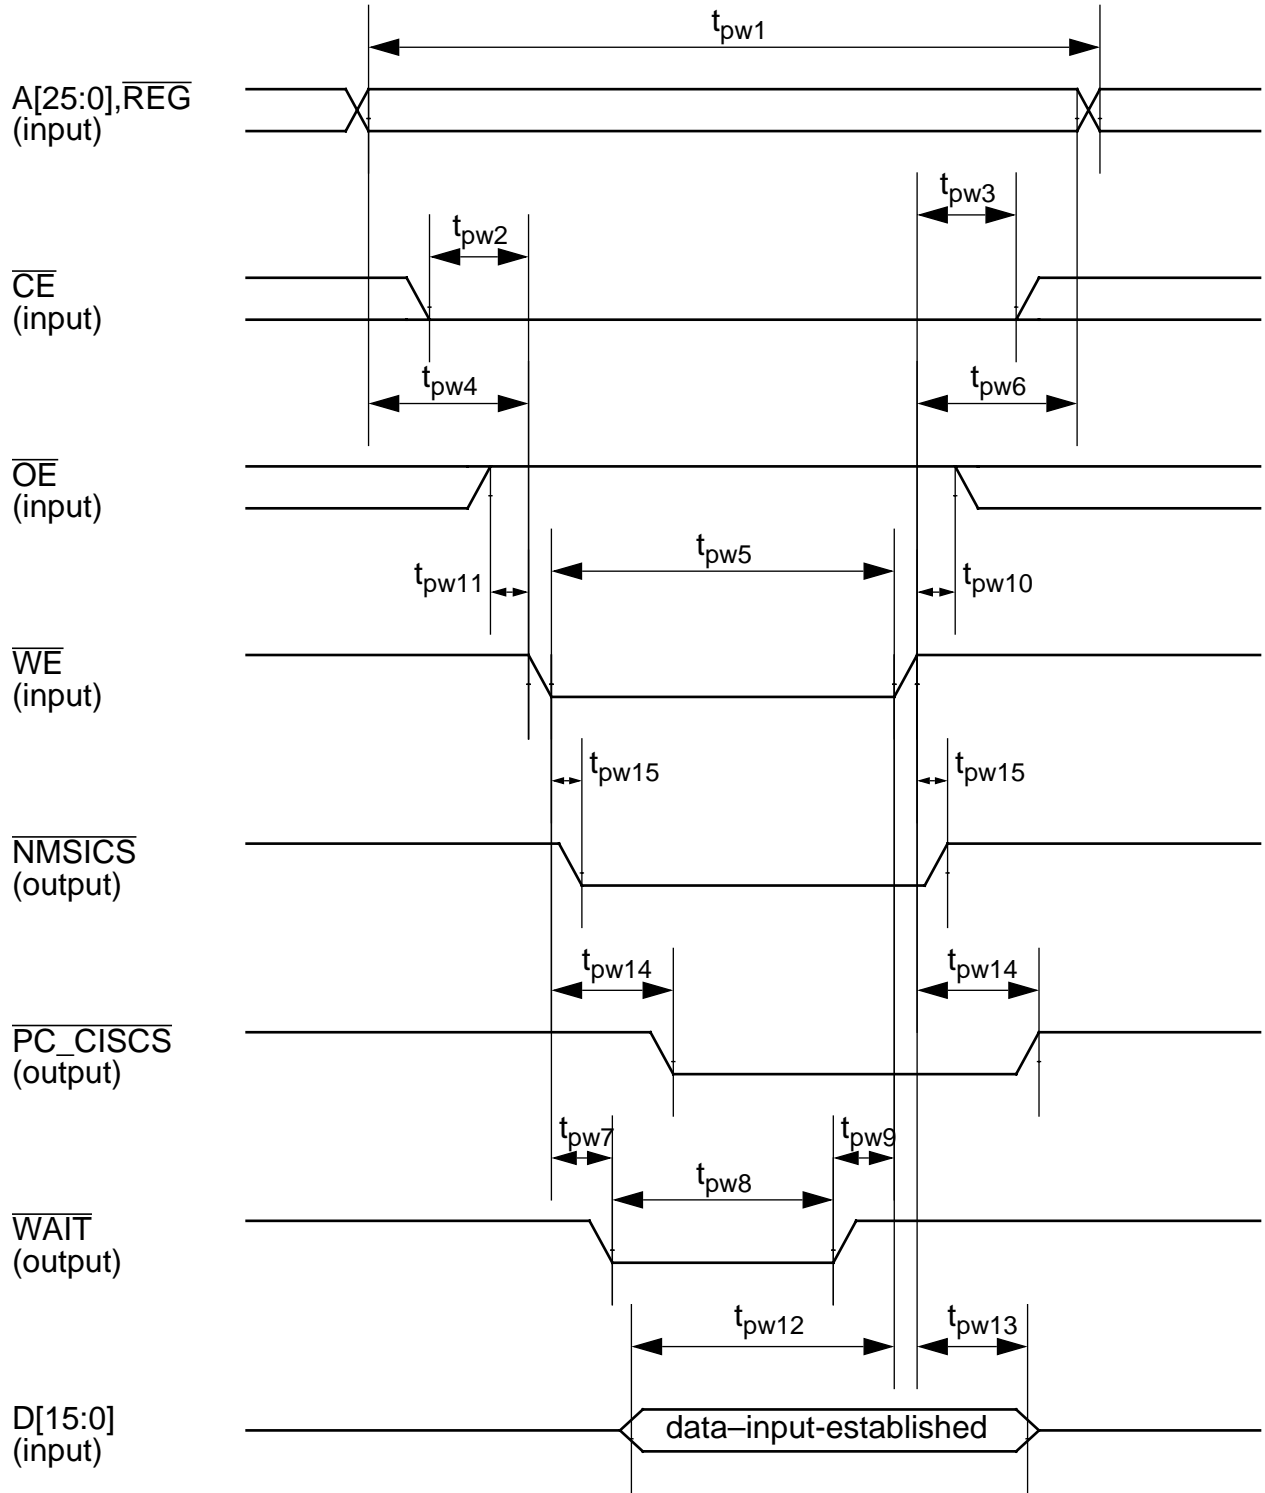 tpw1
A[25:0],REG
(input)
tpw3
tpw2
CE
(input)
tpw4 tpw6
OE
(input)
tpw5
tpw11 tpw10
WE
(input)
tpw15 tpw15
NMSICS
(output)
tpw14 tpw14
PC_CISCS
(output)
tpw7 tpw9
tpw8
WAIT
(output)
tpw12 tpw13
D[15:0] data–input-established
(input)